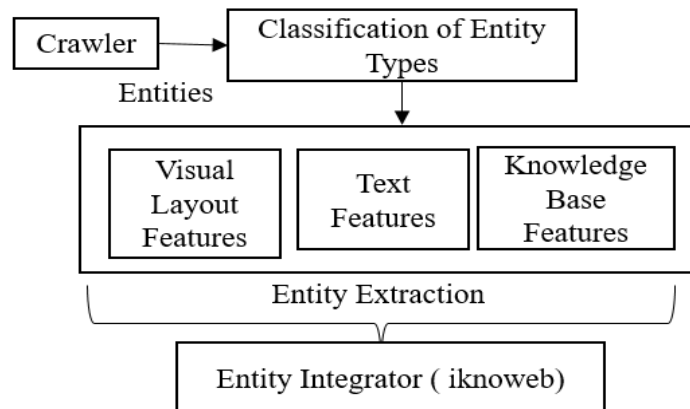 Crawler
Classification of Entity
Types
Entities
Visual
Layout
Features
Text
Features
Knowledge
Base
Features
Entity Extraction
Entity Integrator ( iknoweb)